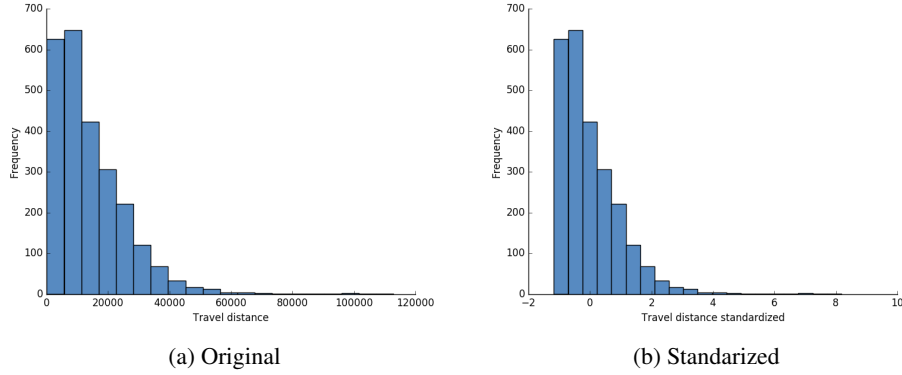 700
600
500
400
300
200
100
0
Frequency
0 20000 40000 60000 80000 100000 120000
Travel distance
(a) Original
700
600
500
400
300
200
100
0
Frequency
−2 0 2 4 6 8 10
Travel distance standardized
(b) Standarized